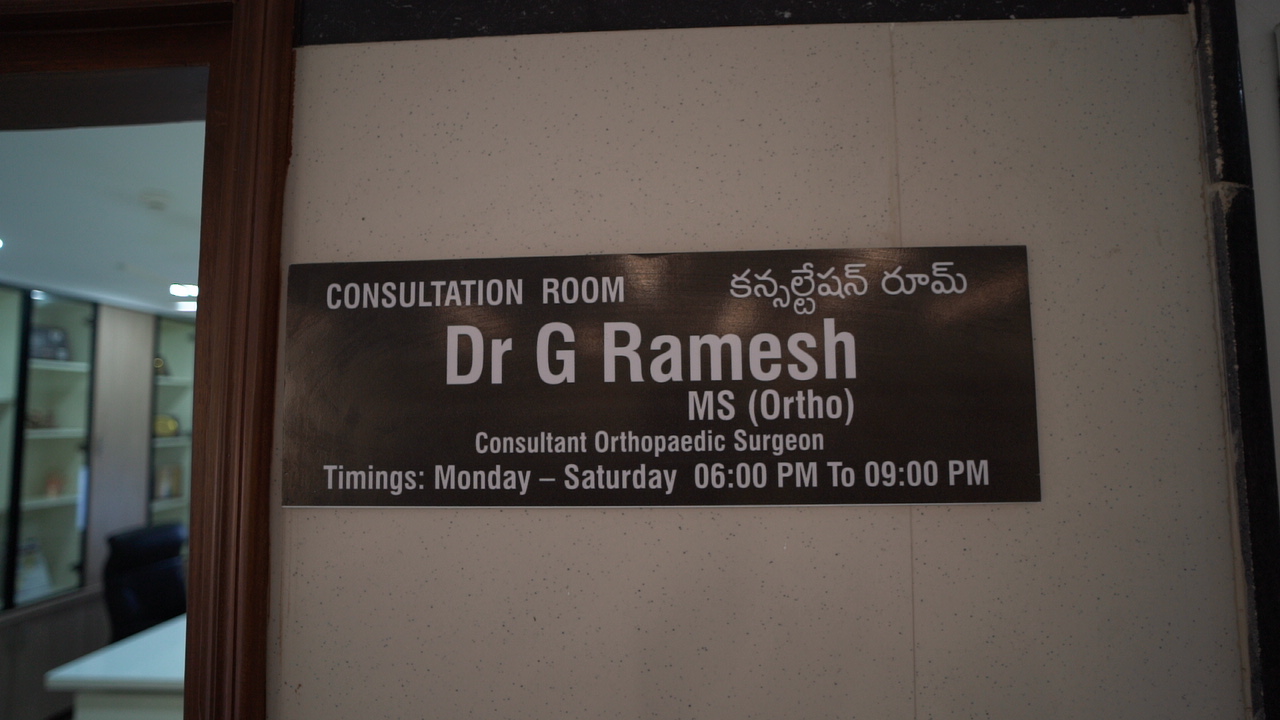 CONSULTATION ROOM కన్సల్టేషన్ రూమ్
Dr G Ramesh
MS (Ortho)
Consultant Orthopaedic Surgeon
Timings: Monday – Saturday 06:00 PM To 09:00 PM